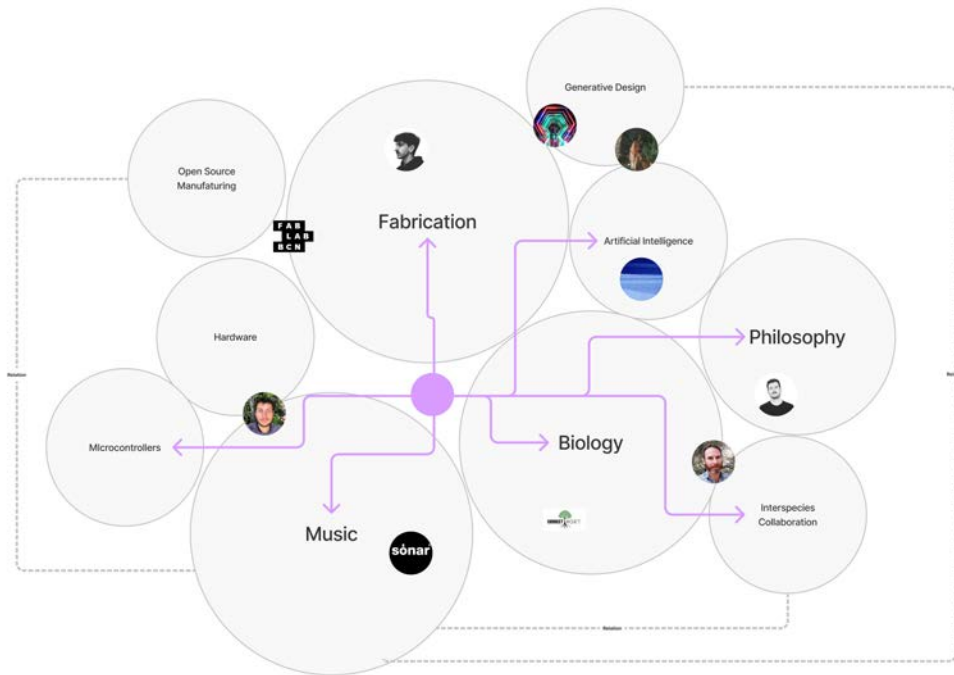 Generative Design
Open Source
Manufaturing
Fabrication
FAB
LAB
BCN
Artificial Intelligence
Hardware
Philosophy
Relation
MIcrocontrollers
Biology
Music
sónar
Interspecies
Collaboration
Relation